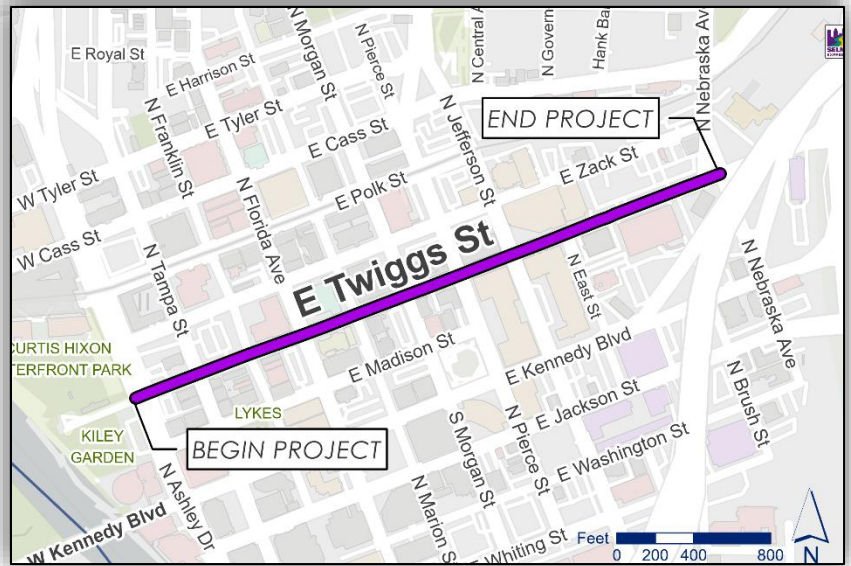 E Royal St
E Harrison St
N Morgan St
N Pierce St
N Central A
N Govern
Hank Ba
N Nebraska Av
E Tyler St
N Franklin St
E Cass St
N Jefferson St
END PROJECT
W Tyler St
N Florida Ave
E Polk St
E Zack St
W Cass St
N Tampa St
E Twiggs St
N East St
N Nebraska Ave
CURTIS HIXON
TERFRONT PARK
E Madison St
E Kennedy Blvd
LYKES
KILEY
GARDEN
BEGIN PROJECT
E Jackson St
N Brush St
S Morgan St
N Pierce St
E Washington St
N Ashley Dr
N Marion S
W Kennedy Blvd
E Whiting St
Feet
0 200 400 800
N